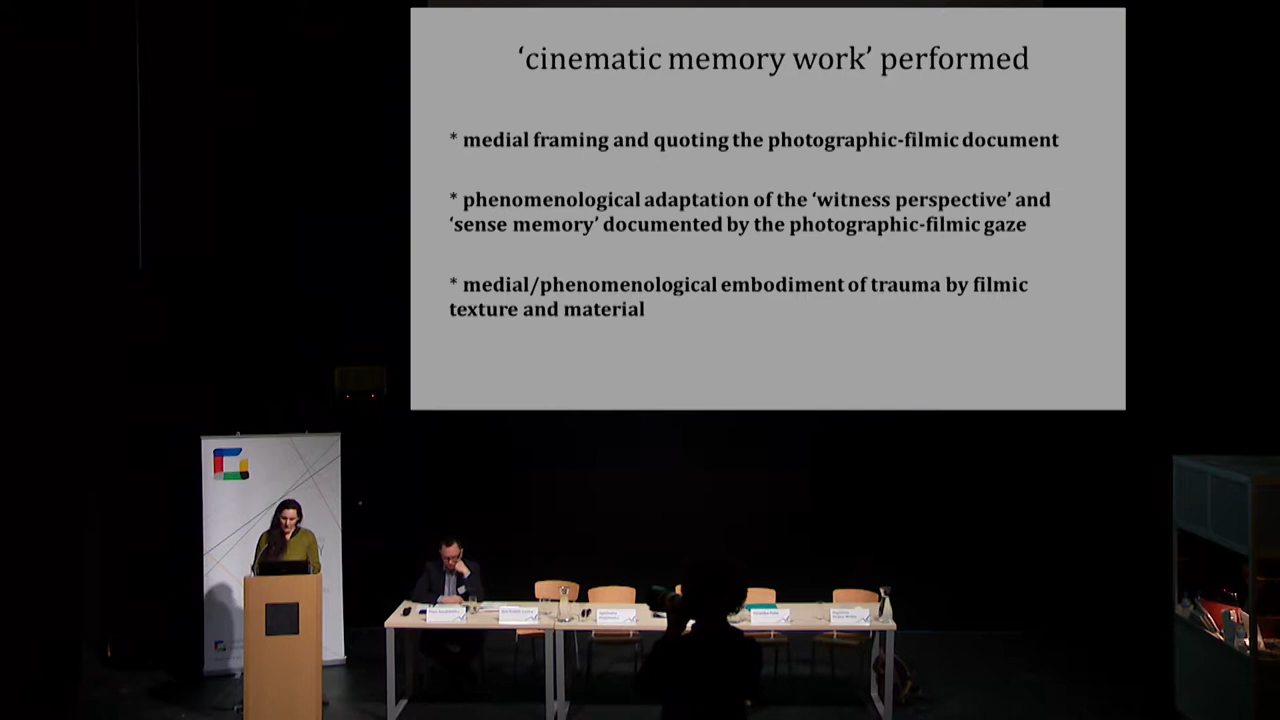 ‘cinematic memory work’ performed
* medial framing and quoting the photographic-filmic document
* phenomenological adaptation of the ‘witness perspective’ and
‘sense memory’ documented by the photographic-filmic gaze
* medial/phenomenological embodiment of trauma by filmic
texture and material